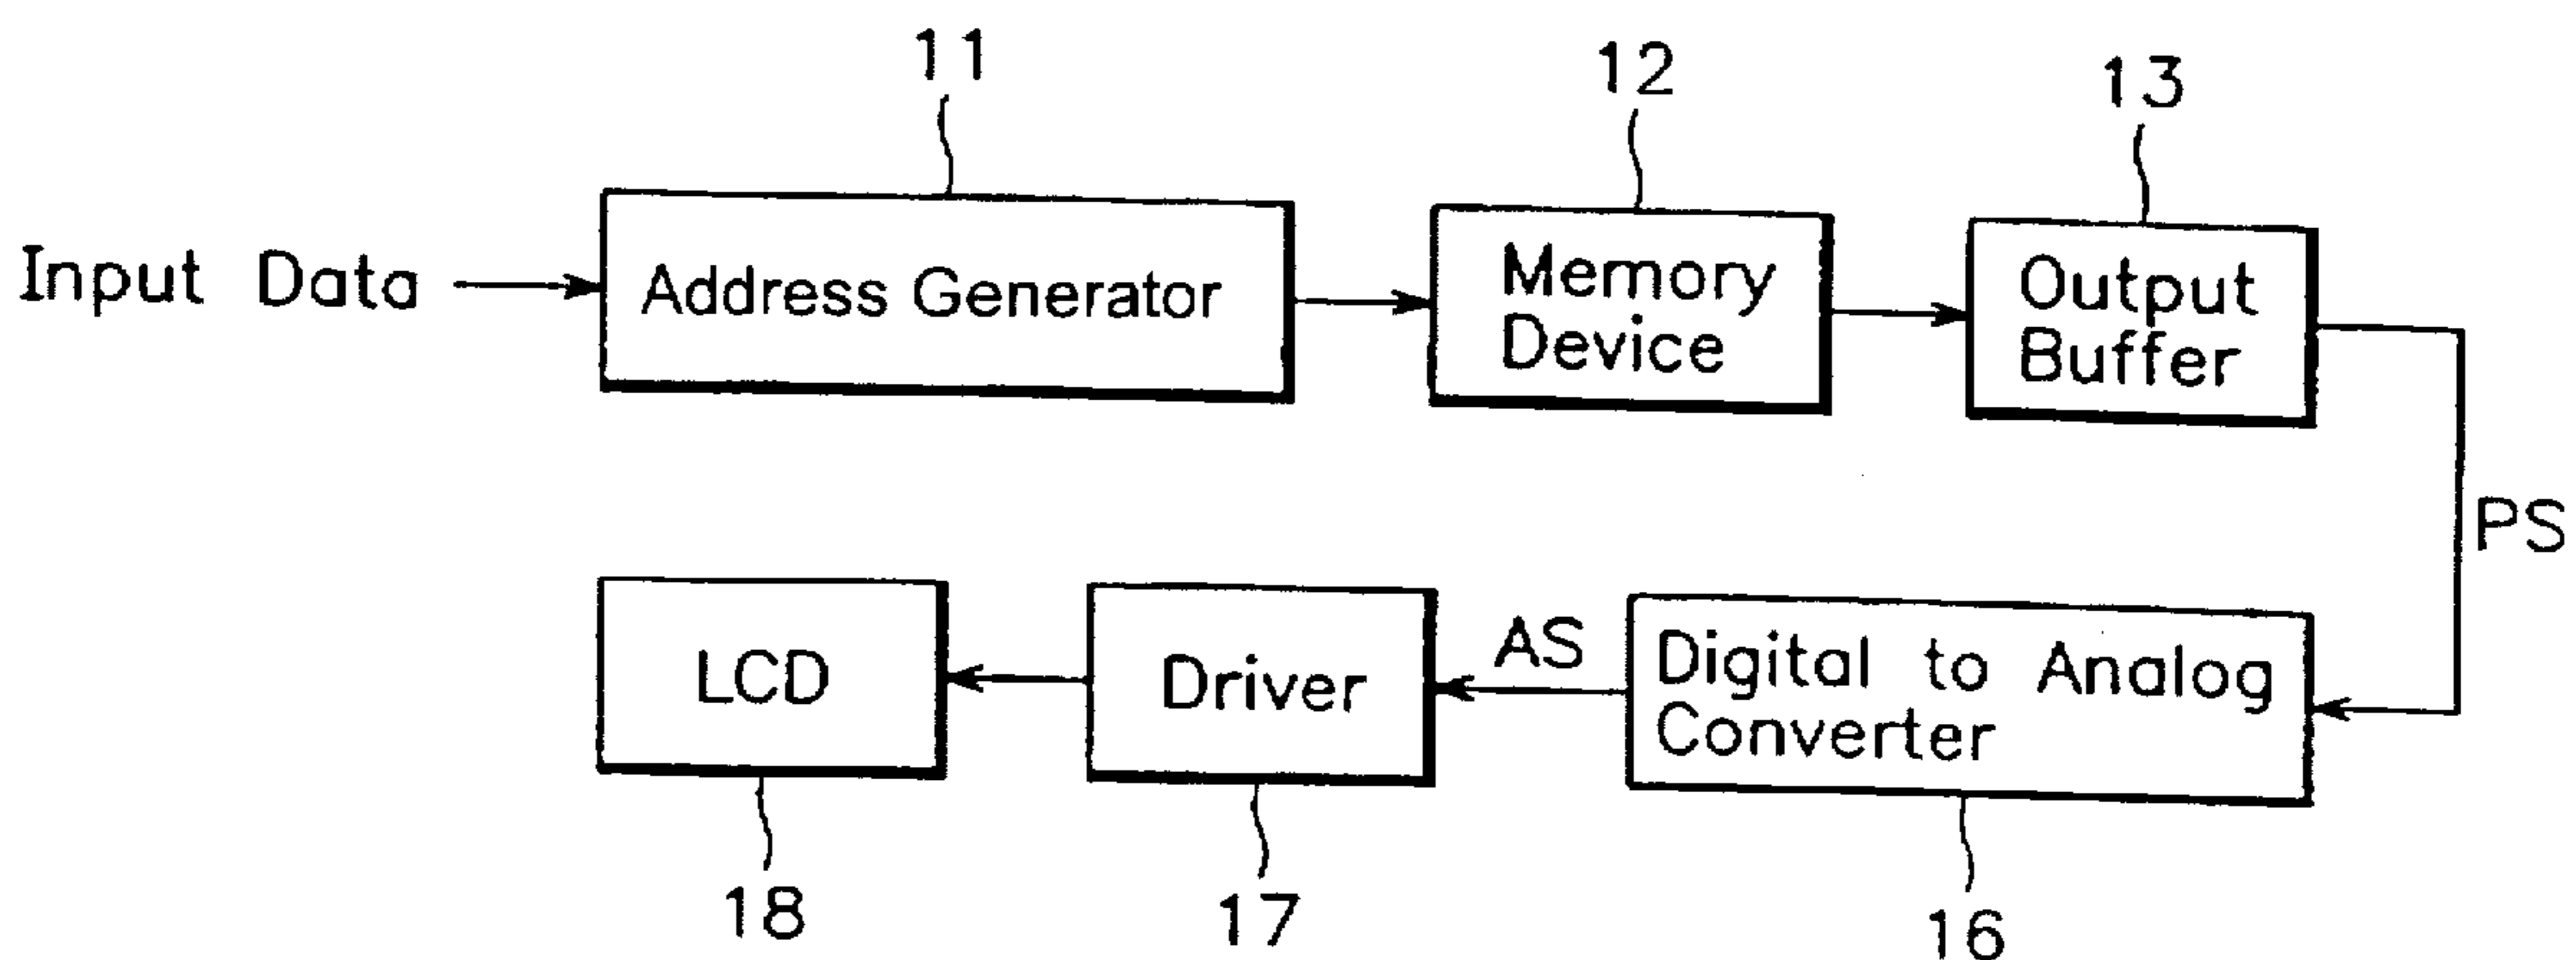 11
12
13
Input Data
Address Generator
Memory
Device
Output
Buffer
PS
LCD
Driver
AS
Digital to Analog
Converter
18
17
16